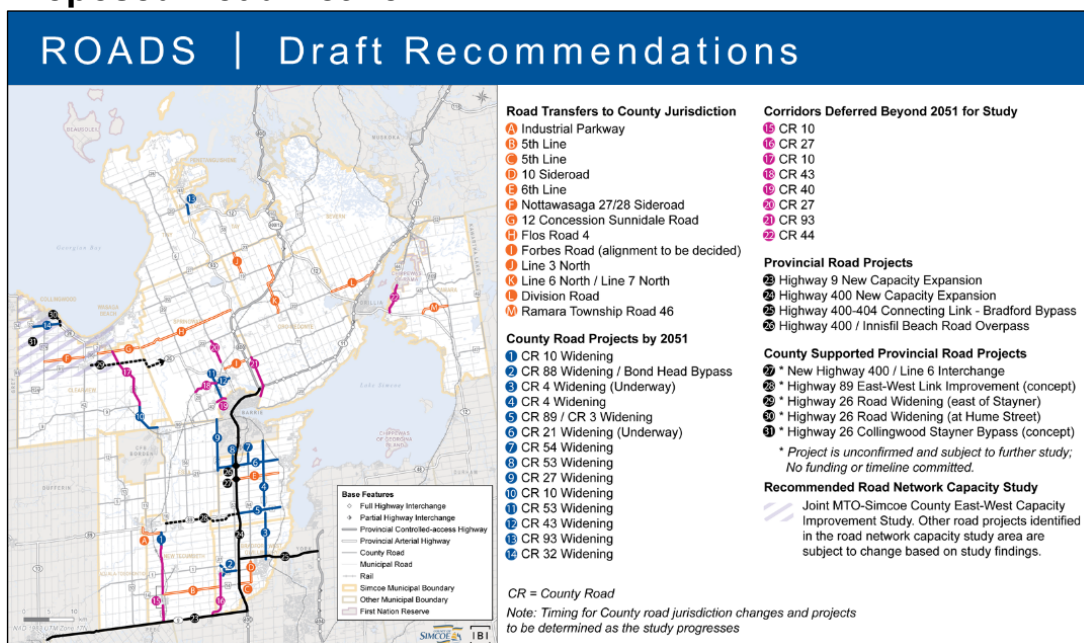 ROADS | Draft Recommendations
Road Transfers to County Jurisdiction
A Industrial Parkway
B 5th Line
C 5th Line
D 10 Sideroad
E 6th Line
F Nottawasaga 27/28 Sideroad
G 12 Concession Sunnidale Road
H Flos Road 4
I Forbes Road (alignment to be decided)
J Line 3 North
K Line 6 North / Line 7 North
L Division Road
M Ramara Township Road 46
County Road Projects by 2051
1 CR 10 Widening
2 CR 88 Widening / Bond Head Bypass
3 CR 4 Widening (Underway)
4 CR 4 Widening
5 CR 89 / CR 3 Widening
6 CR 21 Widening (Underway)
7 CR 54 Widening
8 CR 53 Widening
9 CR 27 Widening
10 CR 10 Widening
11 CR 53 Widening
12 CR 43 Widening
13 CR 93 Widening
14 CR 32 Widening
CR = County Road
Note: Timing for County road jurisdiction changes and projects
to be determined as the study progresses
Corridors Deferred Beyond 2051 for Study
15 CR 10
16 CR 27
17 CR 10
18 CR 43
19 CR 40
20 CR 27
21 CR 93
22 CR 44
Provincial Road Projects
23 Highway 9 New Capacity Expansion
24 Highway 400 New Capacity Expansion
25 Highway 400-404 Connecting Link - Bradford Bypass
26 Highway 400 / Innisfil Beach Road Overpass
County Supported Provincial Road Projects
27 * New Highway 400 / Line 6 Interchange
28 * Highway 89 East-West Link Improvement (concept)
29 * Highway 26 Road Widening (east of Stayner)
30 * Highway 26 Road Widening (at Hume Street)
31 * Highway 26 Collingwood Stayner Bypass (concept)
* Project is unconfirmed and subject to further study;
No funding or timeline committed.
Recommended Road Network Capacity Study
Joint MTO-Simcoe County East-West Capacity
Improvement Study. Other road projects identified
in the road network capacity study area are
subject to change based on study findings.
Base Features
Full Highway Interchange
Partial Highway Interchange
Provincial Controlled-access Highway
Provincial Arterial Highway
County Road
Municipal Road
Rail
Simcoe Municipal Boundary
Other Municipal Boundary
First Nation Reserve
Georgian Bay
COLLINGWOOD
CLEARVIEW
SEVERN
ORILLIA
BARRIE
Lake Simcoe
DUFFERIN
SIMCOE
IBI